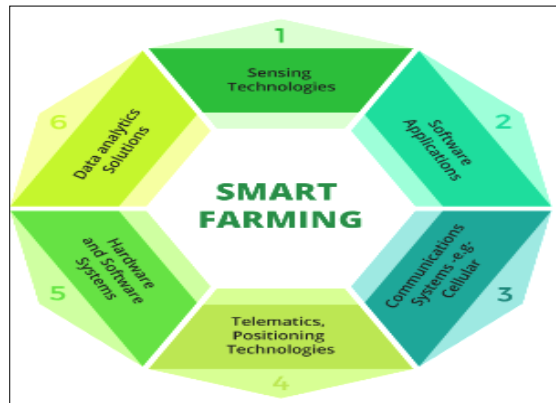 1
Sensing
Technologies
2
Software
Applications
3
Communications
Systems -e.g-
Cellular
4
Telematics,
Positioning
Technologies
5
Hardware
and Software
Systems
6
Data analytics
Solutions
SMART
FARMING